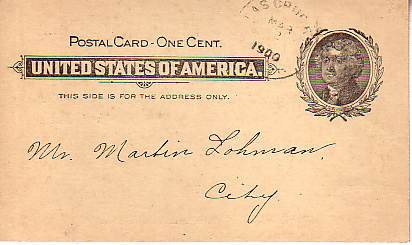 POSTAL CARD - ONE CENT.
UNITED STATES OF AMERICA.
THIS SIDE IS FOR THE ADDRESS ONLY.
MAR
1900
Mr. Martin Lohman,
City.